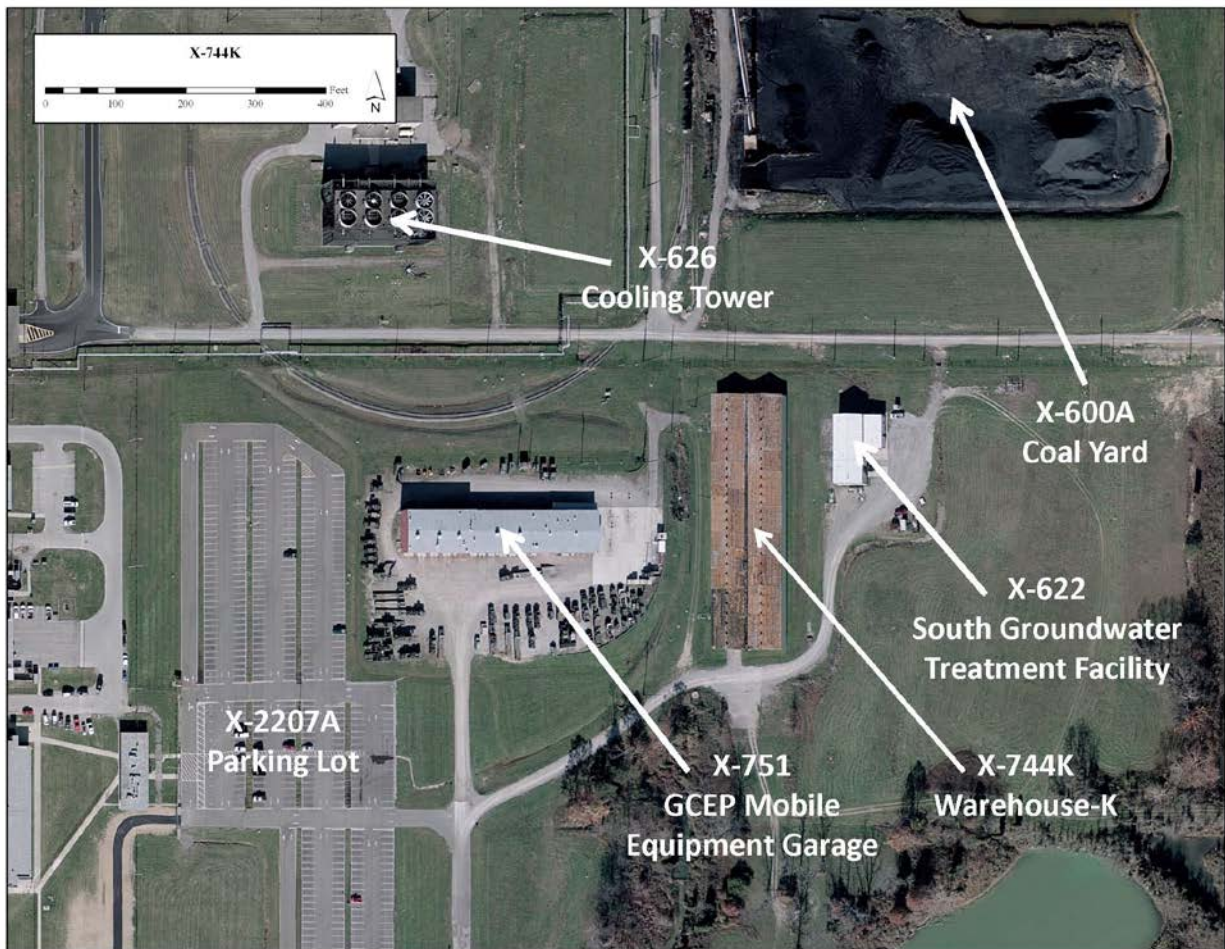 X-744K
Feet
0 100 200 300 400
N
X-626
Cooling Tower
X-600A
Coal Yard
X-622
South Groundwater
Treatment Facility
X-2207A
Parking Lot
X-751
GCEP Mobile
Equipment Garage
X-744K
Warehouse-K